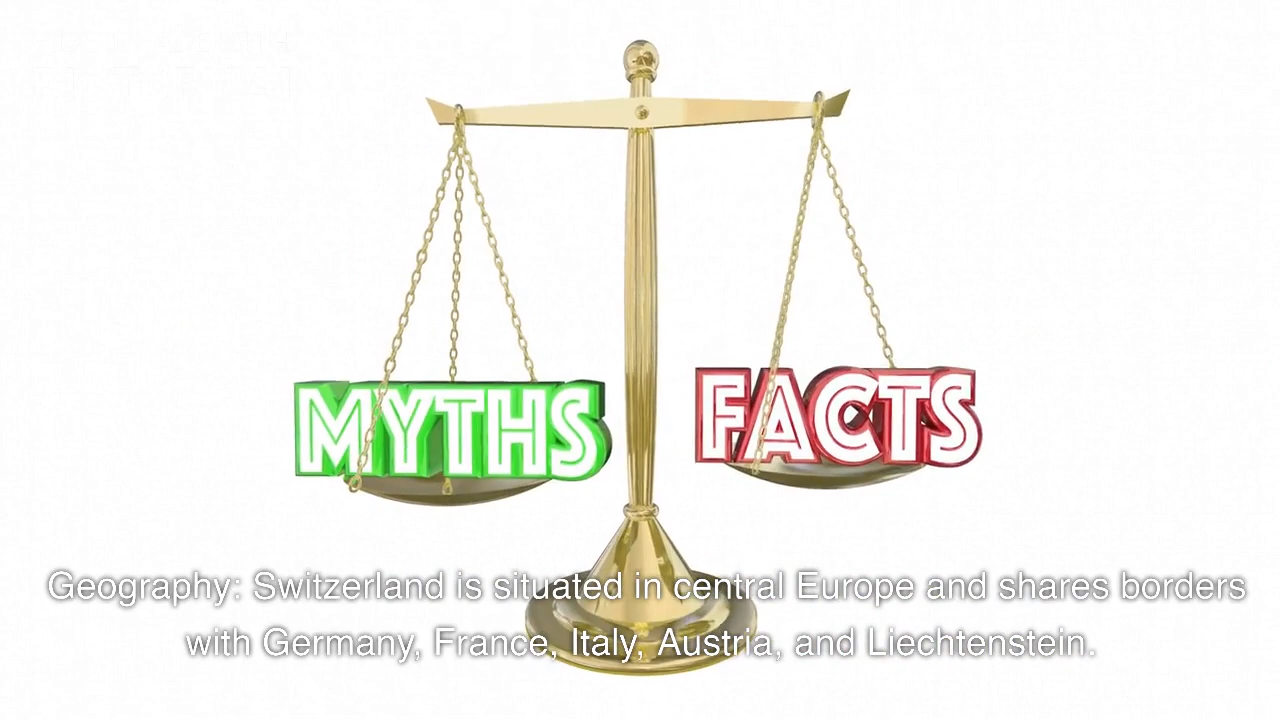 MYTHS
FACTS
Geography: Switzerland is situated in central Europe and shares borders
with Germany, France, Italy, Austria, and Liechtenstein.